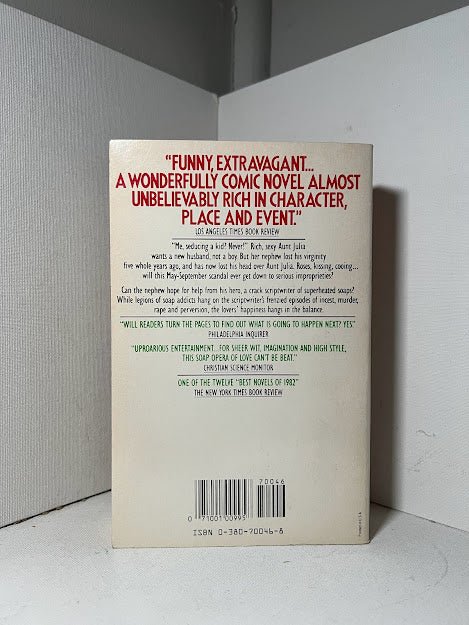 “FUNNY, EXTRAVAGANT...
A WONDERFULLY COMIC NOVEL ALMOST
UNBELIEVABLY RICH IN CHARACTER,
PLACE AND EVENT.”
LOS ANGELES TIMES BOOK REVIEW
“Me, seducing a kid? Never!” Rich, sexy Aunt Julia
wants a new husband, not a boy. But her nephew lost his virginity
five whole years ago, and has now lost his head over Aunt Julia. Roses, kissing, cooing...
will this May-September scandal ever get down to serious improprieties?
Can the nephew hope for help from his hero, a crack scriptwriter of superheated soaps?
While legions of soap addicts hang on the scriptwriter's frenzied episodes of incest, murder,
rape and perversion, the lovers' happiness hangs in the balance.
“WILL READERS TURN THE PAGES TO FIND OUT WHAT IS GOING TO HAPPEN NEXT? YES.”
PHILADELPHIA INQUIRER
“UPROARIOUS ENTERTAINMENT...FOR SHEER WIT, IMAGINATION AND HIGH STYLE,
THIS SOAP OPERA OF LOVE CAN'T BE BEAT.”
CHRISTIAN SCIENCE MONITOR
ONE OF THE TWELVE “BEST NOVELS OF 1982”
THE NEW YORK TIMES BOOK REVIEW
70046
0 71001 00995
ISBN 0-380-70046-8